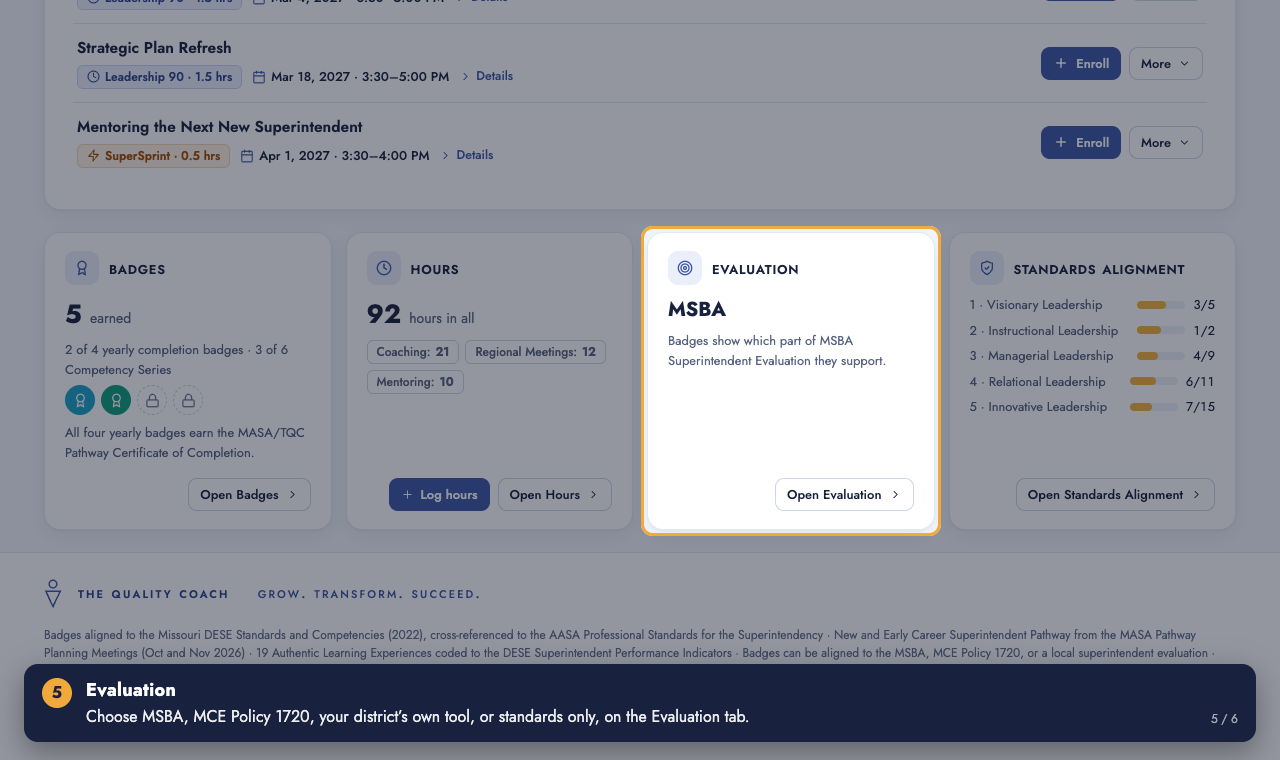 Strategic Plan Refresh
Leadership 90 · 1.5 hrs
Mar 18, 2027 · 3:30–5:00 PM
Details
Enroll
More
Mentoring the Next New Superintendent
SuperSprint · 0.5 hrs
Apr 1, 2027 · 3:30–4:00 PM
Details
Enroll
More
BADGES
5 earned
2 of 4 yearly completion badges · 3 of 6
Competency Series
All four yearly badges earn the MASA/TQC
Pathway Certificate of Completion.
Open Badges
HOURS
92 hours in all
Coaching: 21
Regional Meetings: 12
Mentoring: 10
Log hours
Open Hours
EVALUATION
MSBA
Badges show which part of MSBA
Superintendent Evaluation they support.
Open Evaluation
STANDARDS ALIGNMENT
1 · Visionary Leadership 3/5
2 · Instructional Leadership 1/2
3 · Managerial Leadership 4/9
4 · Relational Leadership 6/11
5 · Innovative Leadership 7/15
Open Standards Alignment
THE QUALITY COACH
GROW. TRANSFORM. SUCCEED.
Badges aligned to the Missouri DESE Standards and Competencies (2022), cross-referenced to the AASA Professional Standards for the Superintendency · New and Early Career Superintendent Pathway from the MASA Pathway
Planning Meetings (Oct and Nov 2026) · 19 Authentic Learning Experiences coded to the DESE Superintendent Performance Indicators · Badges can be aligned to the MSBA, MCE Policy 1720, or a local superintendent evaluation ·
5
Evaluation
Choose MSBA, MCE Policy 1720, your district's own tool, or standards only, on the Evaluation tab.
5 / 6